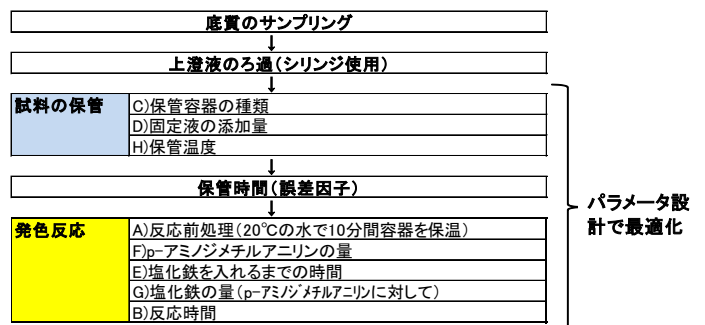 底質のサンプリング
↓
上澄液のろ過(シリンジ使用)
↓
試料の保管
C)保管容器の種類
D)固定液の添加量
H)保管温度
↓
保管時間(誤差因子)
↓
発色反応
A)反応前処理(20℃の水で10分間容器を保温)
F)p-アミノジメチルアニリンの量
E)塩化鉄を入れるまでの時間
G)塩化鉄の量(p-アミノジメチルアニリンに対して)
B)反応時間
パラメータ設
計で最適化